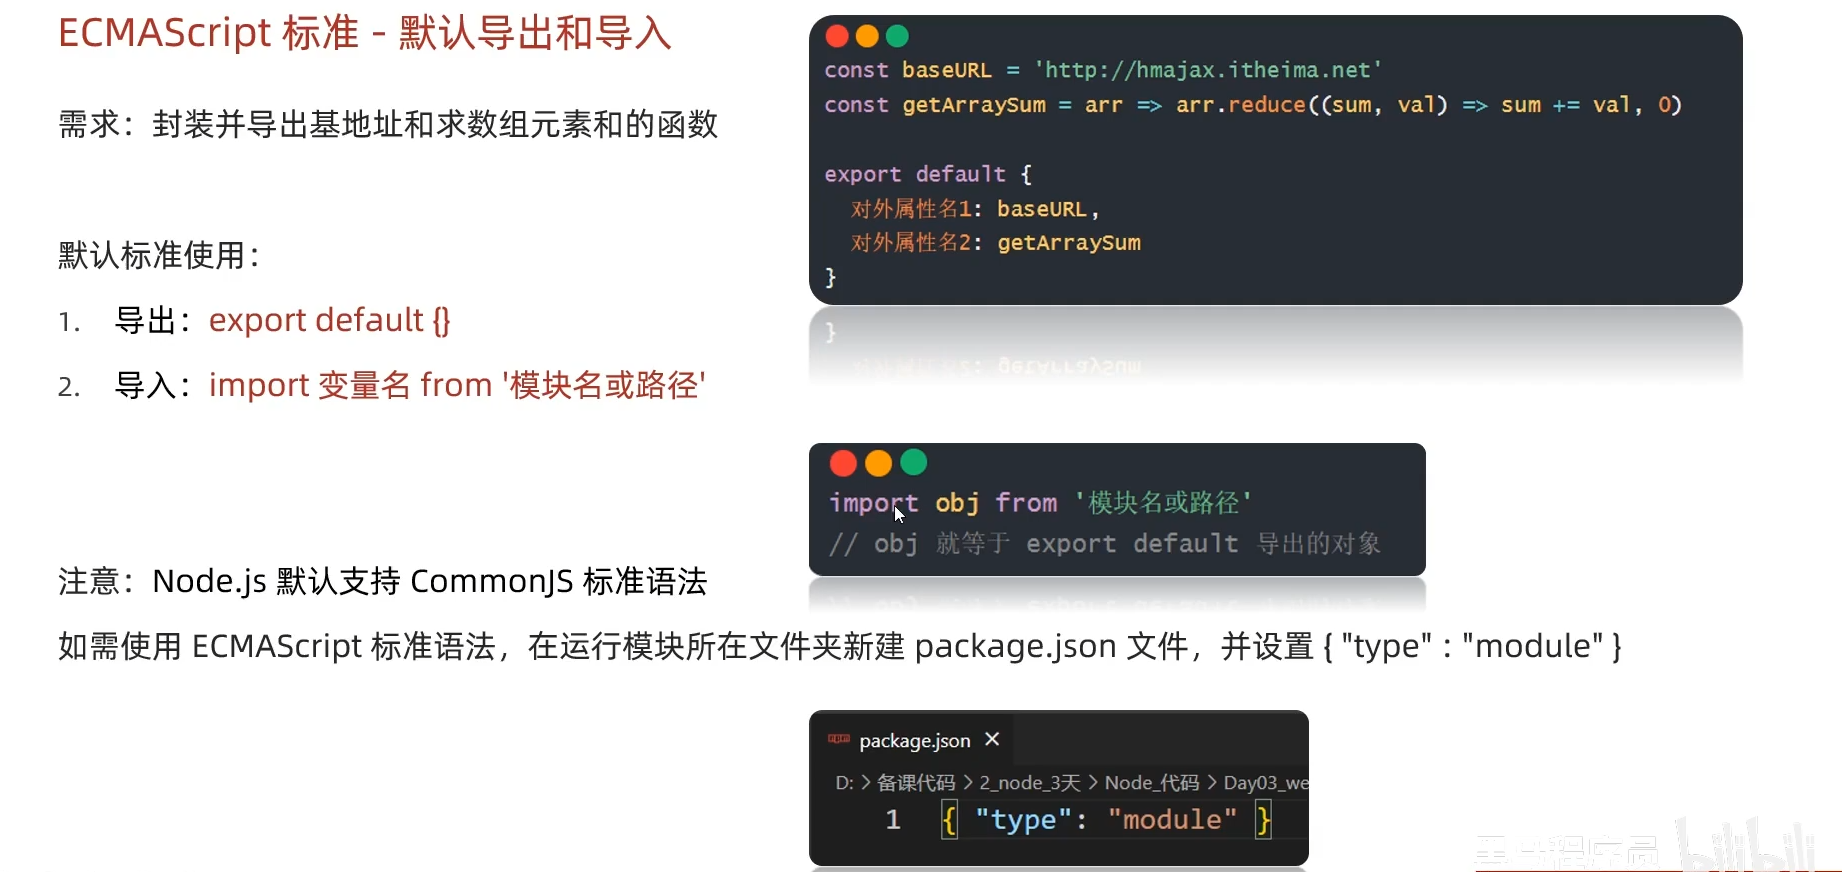 ECMAScript 标准 - 默认导出和导入
需求：封装并导出基地址和求数组元素和的函数
默认标准使用：
1. 导出：export default {}
2. 导入：import 变量名 from '模块名或路径'
注意：Node.js 默认支持 CommonJS 标准语法
如需使用 ECMAScript 标准语法，在运行模块所在文件夹新建 package.json 文件，并设置 { "type" : "module" }
const baseURL = 'http://hmajax.itheima.net'
const getArraySum = arr => arr.reduce((sum, val) => sum += val, 0)
export default {
对外属性名1: baseURL,
对外属性名2: getArraySum
}
import obj from '模块名或路径'
// obj 就等于 export default 导出的对象
package.json ×
D: > 备课代码 > 2_node_3天 > Node_代码 > Day03_we
1 { "type": "module" }
黑马程序员 bilibili